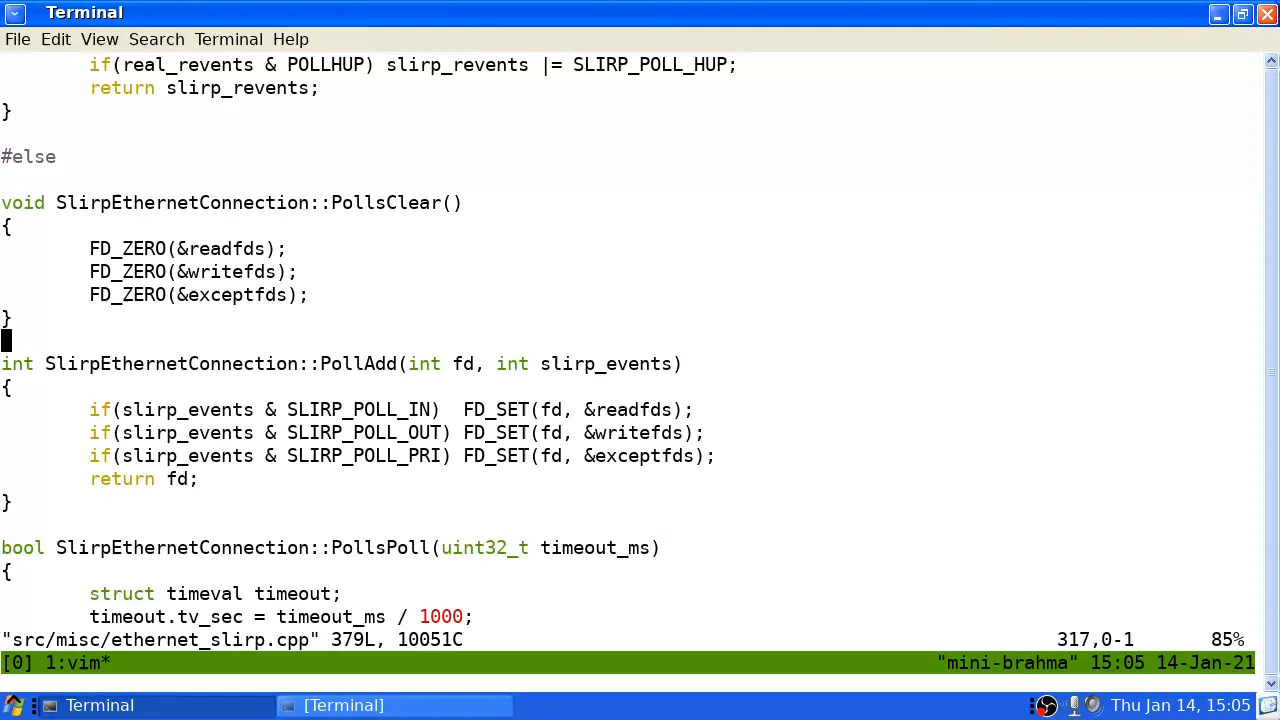 Terminal
File Edit View Search Terminal Help
        if(real_revents & POLLHUP) slirp_revents |= SLIRP_POLL_HUP;
        return slirp_revents;
}
#else
void SlirpEthernetConnection::PollsClear()
{
        FD_ZERO(&readfds);
        FD_ZERO(&writefds);
        FD_ZERO(&exceptfds);
}
int SlirpEthernetConnection::PollAdd(int fd, int slirp_events)
{
        if(slirp_events & SLIRP_POLL_IN)  FD_SET(fd, &readfds);
        if(slirp_events & SLIRP_POLL_OUT) FD_SET(fd, &writefds);
        if(slirp_events & SLIRP_POLL_PRI) FD_SET(fd, &exceptfds);
        return fd;
}
bool SlirpEthernetConnection::PollsPoll(uint32_t timeout_ms)
{
        struct timeval timeout;
        timeout.tv_sec = timeout_ms / 1000;
"src/misc/ethernet_slirp.cpp" 379L, 10051C 317,0-1 85%
[0] 1:vim* "mini-brahma" 15:05 14-Jan-21
Terminal [Terminal] Thu Jan 14, 15:05